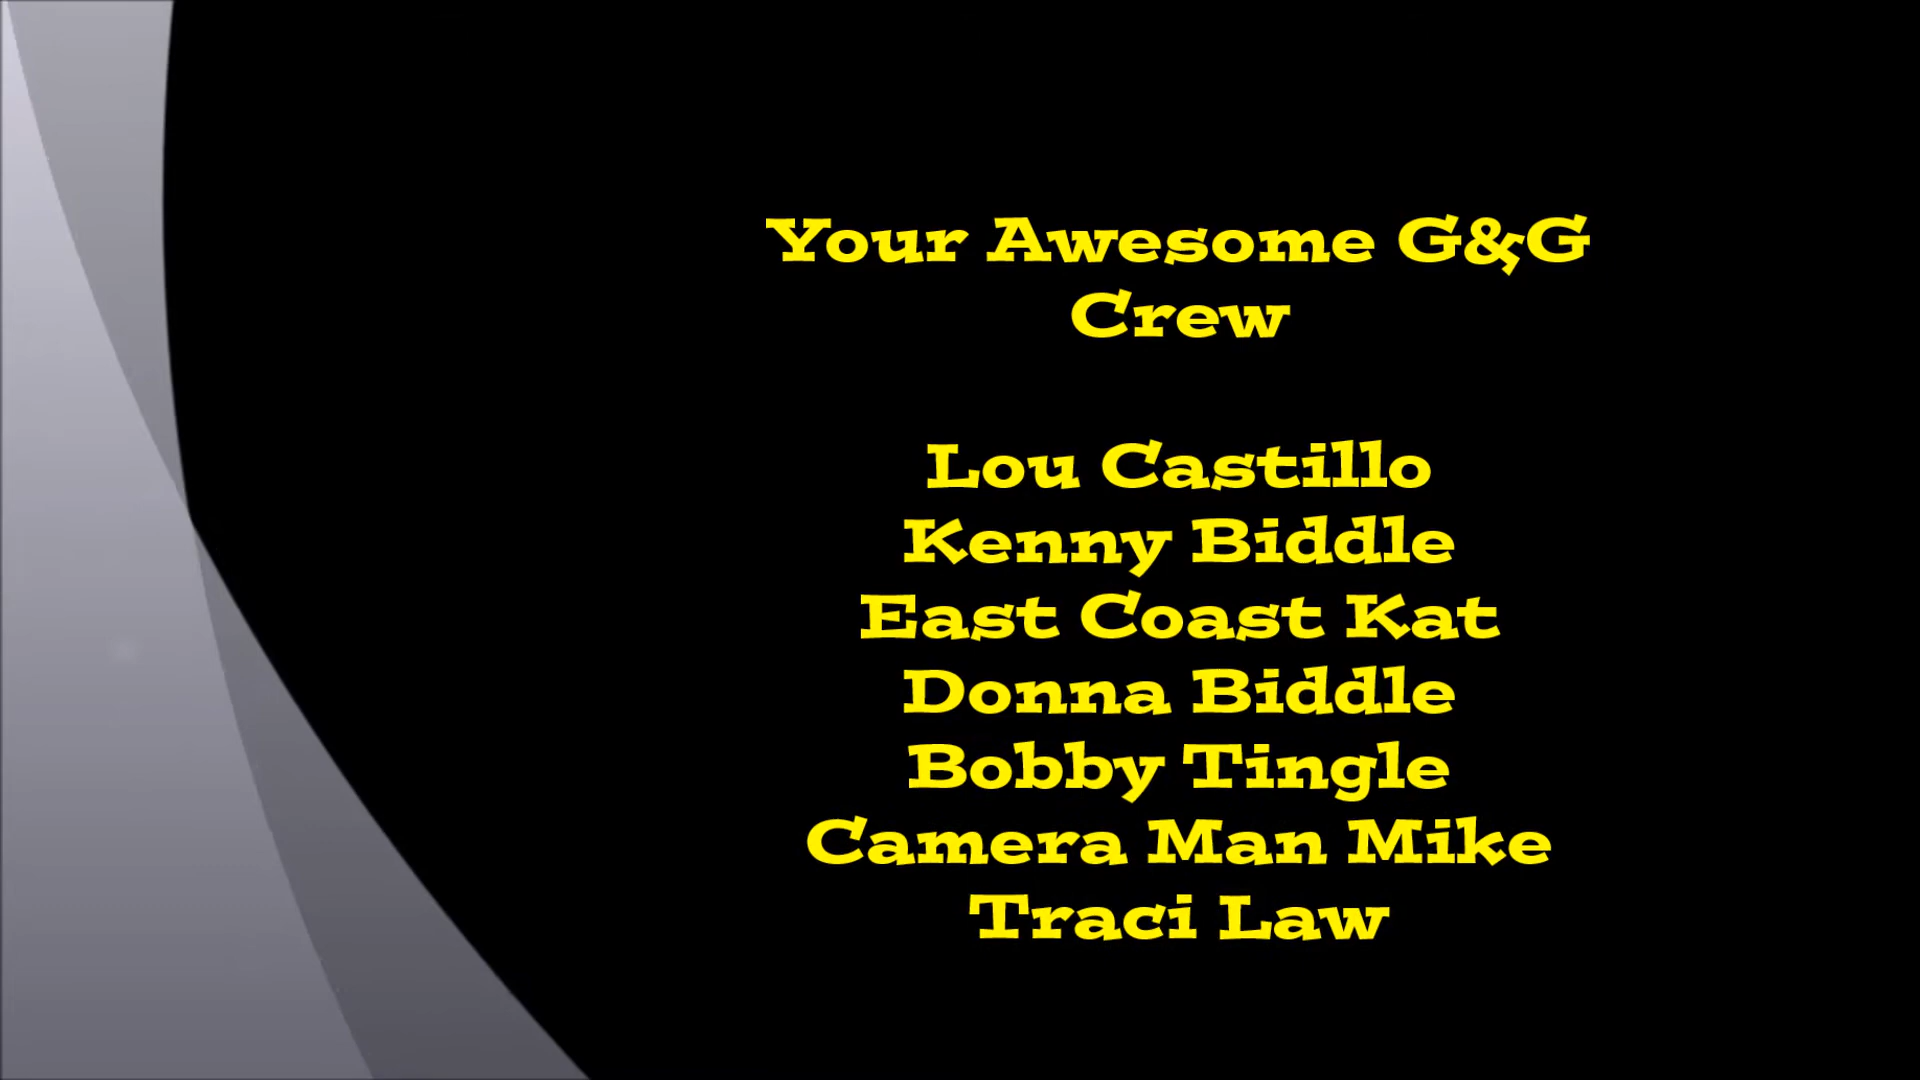 Your Awesome G&G
Crew
Lou Castillo
Kenny Biddle
East Coast Kat
Donna Biddle
Bobby Tingle
Camera Man Mike
Traci Law